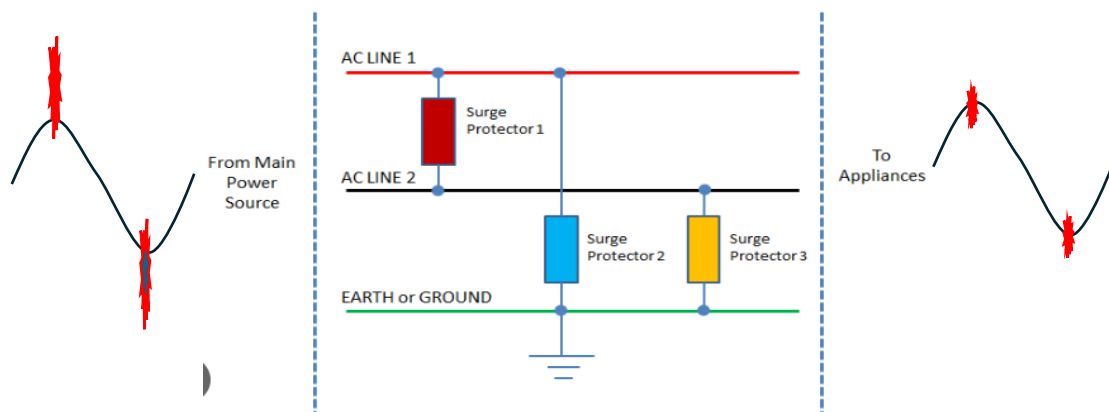 From Main
Power
Source
AC LINE 1
Surge
Protector 1
AC LINE 2
Surge
Protector 2
Surge
Protector 3
EARTH or GROUND
To
Appliances